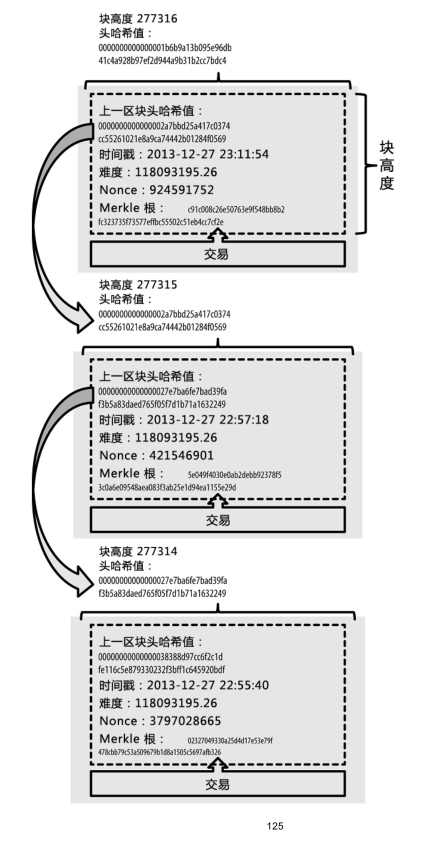 块高度 277316
头哈希值：
0000000000000001b6b9a13b095e96db
41c4a928b97ef2d944a9b31b2cc7bdc4
上一区块头哈希值：
0000000000000002a7bbd25a417c0374
cc55261021e8a9ca74442b01284f0569
时间戳：2013-12-27 23:11:54
难度：118093195.26
Nonce：924591752
Merkle 根： c91c008c26e50763e9f548bb8b2
fc323735f73577effbc55502c51eb4cc7cf2e
交易
块高度
块高度 277315
头哈希值：
0000000000000002a7bbd25a417c0374
cc55261021e8a9ca74442b01284f0569
上一区块头哈希值：
00000000000000027e7ba6fe7bad39fa
f3b5a83daed765f05f7d1b71a1632249
时间戳：2013-12-27 22:57:18
难度：118093195.26
Nonce：421546901
Merkle 根： 5e049f4030e0ab2debb92378f5
3c0a6e09548aea083f3ab25e1d94ea1155e29d
交易
块高度 277314
头哈希值：
00000000000000027e7ba6fe7bad39fa
f3b5a83daed765f05f7d1b71a1632249
上一区块头哈希值：
00000000000000038388d97cc6f2c1d
fe116c5e879330232f3bff1c645920bdf
时间戳：2013-12-27 22:55:40
难度：118093195.26
Nonce：3797028665
Merkle 根： 02327049330a25d4d17e53e79f
478cbb79c53a509679b1d8a1505c5697afb326
交易
125